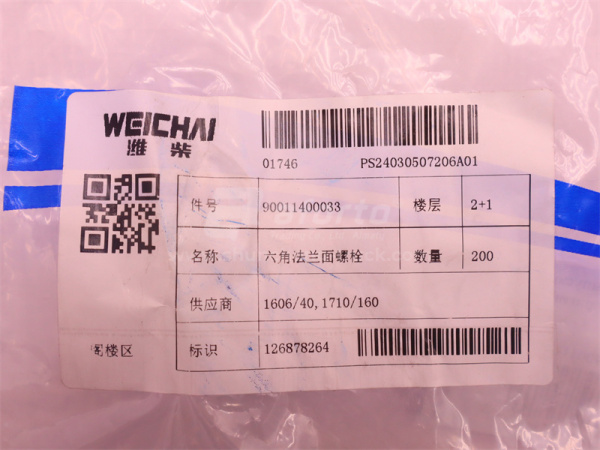 WEICHAI
潍柴
01746 PS24030507206A01
件号 90011400033 楼层 2+1
名称 六角法兰面螺栓 数量 200
供应商 1606/40,1710/160
楼区 标识 126878264